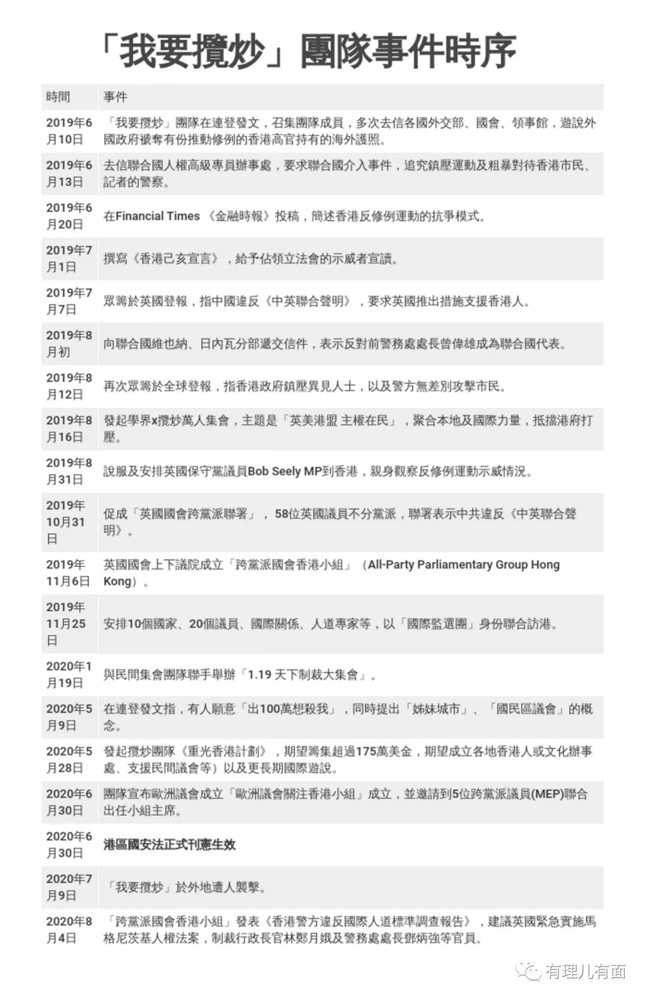 「我要攬炒」團隊事件時序
時間 事件
2019年6
月10日
「我要攬炒」團隊在連登發文，召集團隊成員，多次去信各國外交部、國會、領事館，遊說外
國政府褫奪有份推動修例的香港高官持有的海外護照。
2019年6
月13日
去信聯合國人權高級專員辦事處，要求聯合國介入事件，追究鎮壓運動及粗暴對待香港市民、
記者的警察。
2019年6
月20日
在Financial Times 《金融時報》投稿，簡述香港反修例運動的抗爭模式。
2019年7
月1日
撰寫《香港己亥宣言》，給予佔領立法會的示威者宣讀。
2019年7
月7日
眾籌於英國登報，指中國違反《中英聯合聲明》，要求英國推出措施支援香港人。
2019年8
月初
向聯合國維也納、日內瓦分部遞交信件，表示反對前警務處處長曾偉雄成為聯合國代表。
2019年8
月12日
再次眾籌於全球登報，指香港政府鎮壓異見人士，以及警方無差別攻擊市民。
2019年8
月16日
發起學界x攬炒萬人集會，主題是「英美港盟 主權在民」，聚合本地及國際力量，抵擋港府打
壓。
2019年8
月31日
說服及安排英國保守黨議員Bob Seely MP到香港，親身觀察反修例運動示威情況。
2019年
10月31
日
促成「英國國會跨黨派聯署」， 58位英國議員不分黨派，聯署表示中共違反《中英聯合聲
明》。
2019年
11月6日
英國國會上下議院成立「跨黨派國會香港小組」（All-Party Parliamentary Group Hong
Kong）。
2019年
11月25
日
安排10個國家、20個議員、國際關係、人道專家等，以「國際監選團」身份聯合訪港。
2020年1
月19日
與民間集會團隊聯手舉辦「1.19 天下制裁大集會」。
2020年5
月9日
在連登發文指，有人願意「出100萬想殺我」，同時提出「姊妹城市」、「國民區議會」的概
念。
2020年5
月28日
發起攬炒團隊《重光香港計劃》，期望籌集超過175萬美金，期望成立各地香港人或文化辦事
處、支援民間議會等）以及更長期國際遊說。
2020年6
月30日
團隊宣布歐洲議會成立「歐洲議會關注香港小組」成立，並邀請到5位跨黨派議員(MEP)聯合
出任小組主席。
2020年6
月30日
港區國安法正式刊憲生效
2020年7
月9日
「我要攬炒」於外地遭人襲擊。
2020年8
月4日
「跨黨派國會香港小組」發表《香港警方違反國際人道標準調查報告》，建議英國緊急實施馬
格尼茨基人權法案，制裁行政長官林鄭月娥及警務處處長鄧炳強等官員。
有理儿有面